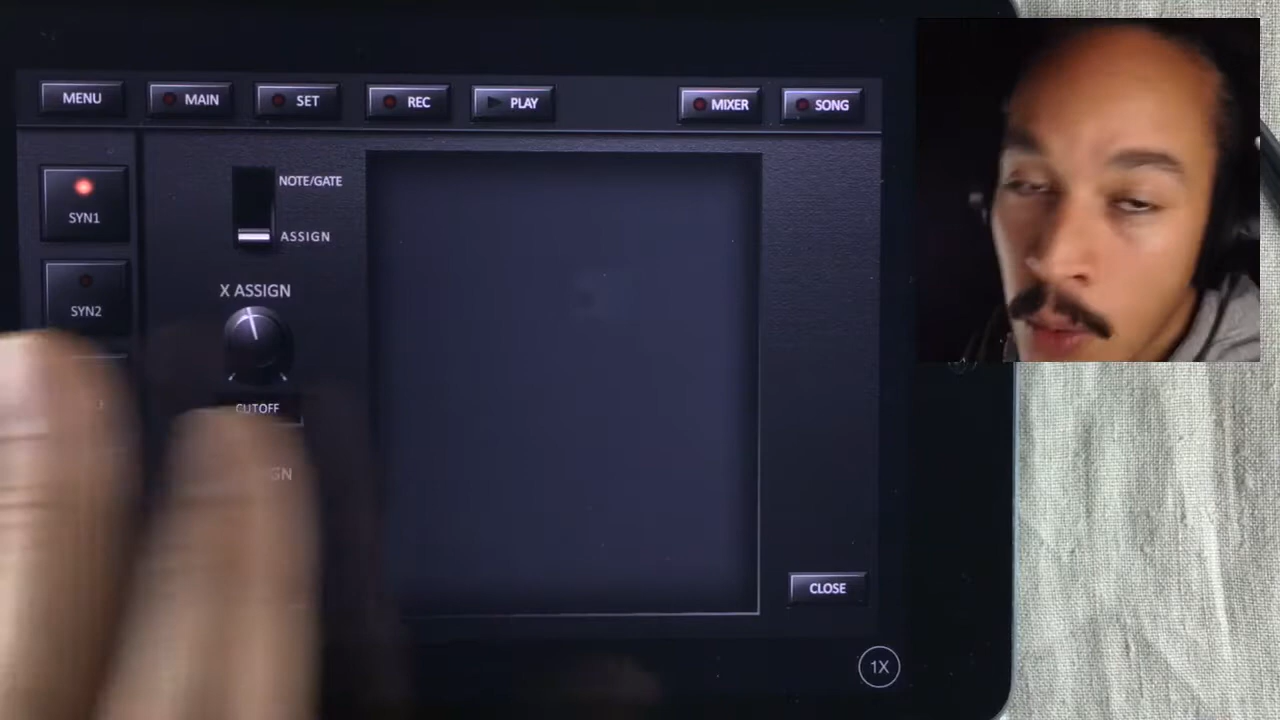 MENU MAIN SET REC PLAY MIXER SONG
NOTE/GATE
SYN1
ASSIGN
X ASSIGN
SYN2
CUTOFF
CLOSE
1X